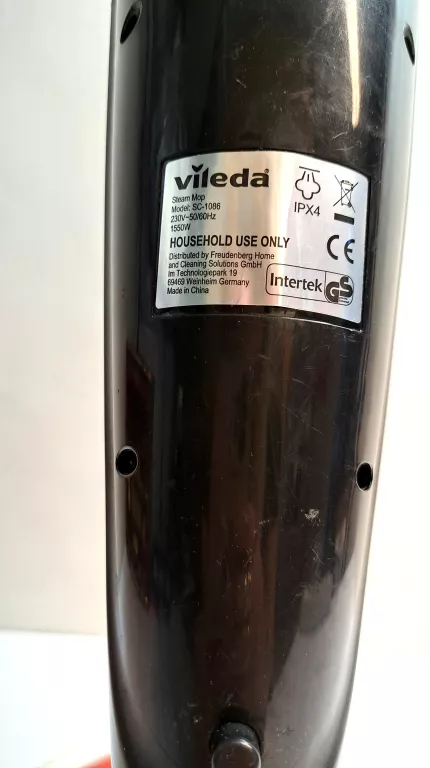 vileda
Steam Mop
Model: SC-1086
230V~50/60Hz
1550W
IPX4
HOUSEHOLD USE ONLY
CE
Distributed by Freudenberg Home
and Cleaning Solutions GmbH
Im Technologiepark 19
69469 Weinheim Germany
Made in China
Intertek GS